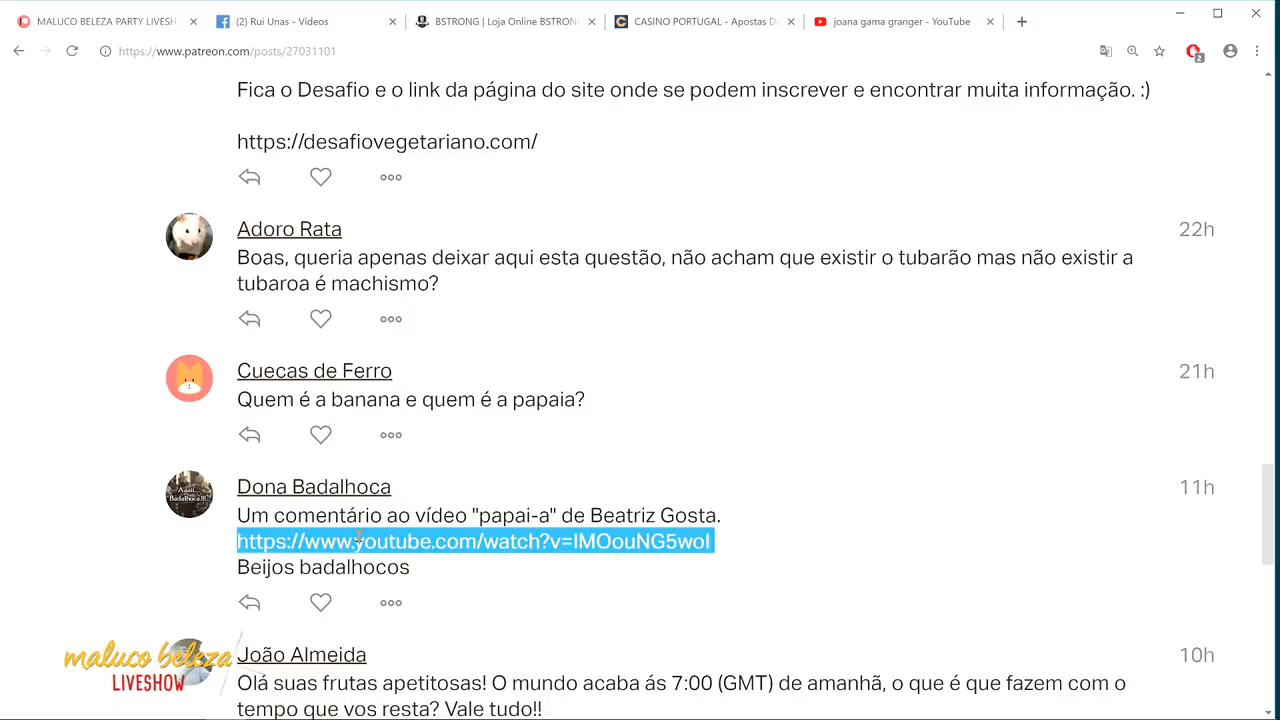 MALUCO BELEZA PARTY LIVESH
(2) Rui Unas - Vídeos
BSTRONG | Loja Online BSTRON
CASINO PORTUGAL - Apostas D
joana gama granger - YouTube
https://www.patreon.com/posts/27031101
2
Fica o Desafio e o link da página do site onde se podem inscrever e encontrar muita informação. :)
https://desafiovegetariano.com/
Adoro Rata
22h
Boas, queria apenas deixar aqui esta questão, não acham que existir o tubarão mas não existir a
tubaroa é machismo?
Cuecas de Ferro
21h
Quem é a banana e quem é a papaia?
Dona Badalhoca
11h
Um comentário ao vídeo "papai-a" de Beatriz Gosta.
https://www.youtube.com/watch?v=lMOouNG5woI
Beijos badalhocos
João Almeida
10h
Olá suas frutas apetitosas! O mundo acaba ás 7:00 (GMT) de amanhã, o que é que fazem com o
tempo que vos resta? Vale tudo!!
maluco beleza
LIVESHOW